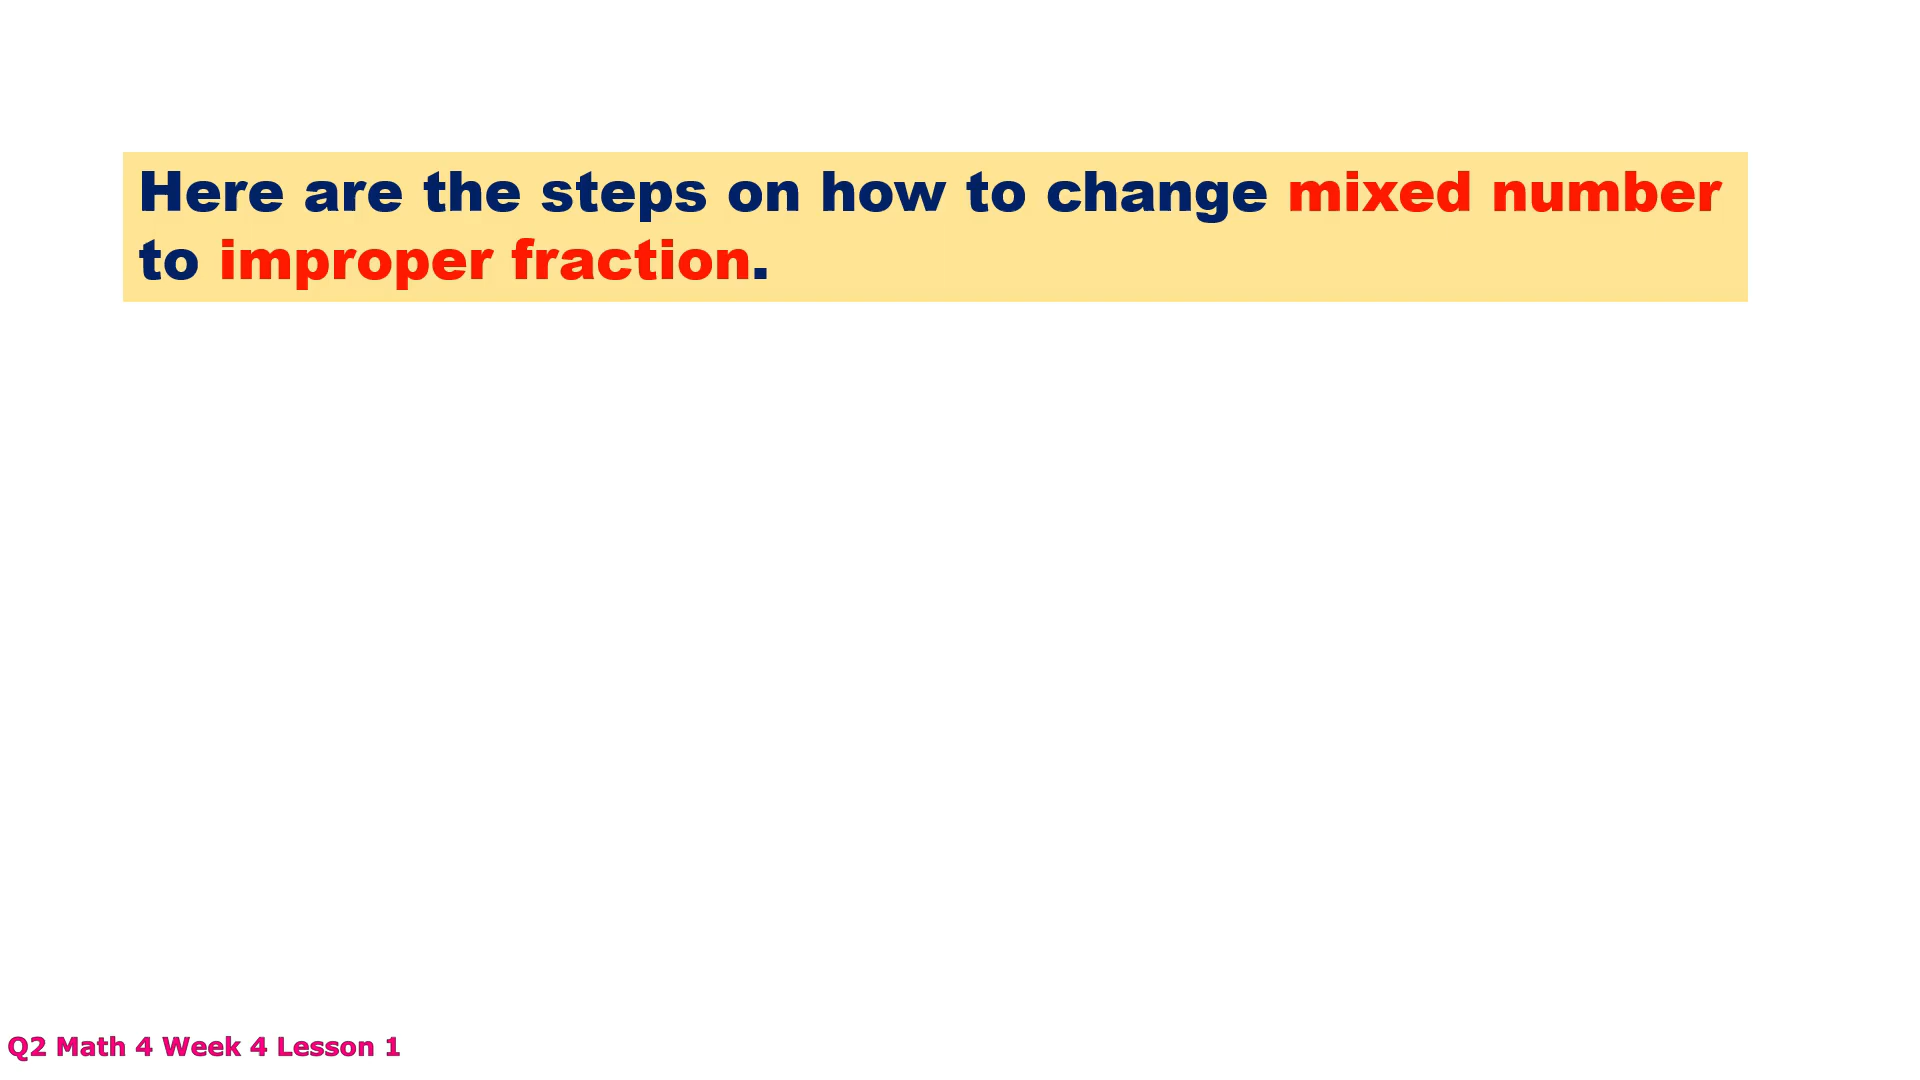 Here are the steps on how to change mixed number
to improper fraction.
Q2 Math 4 Week 4 Lesson 1